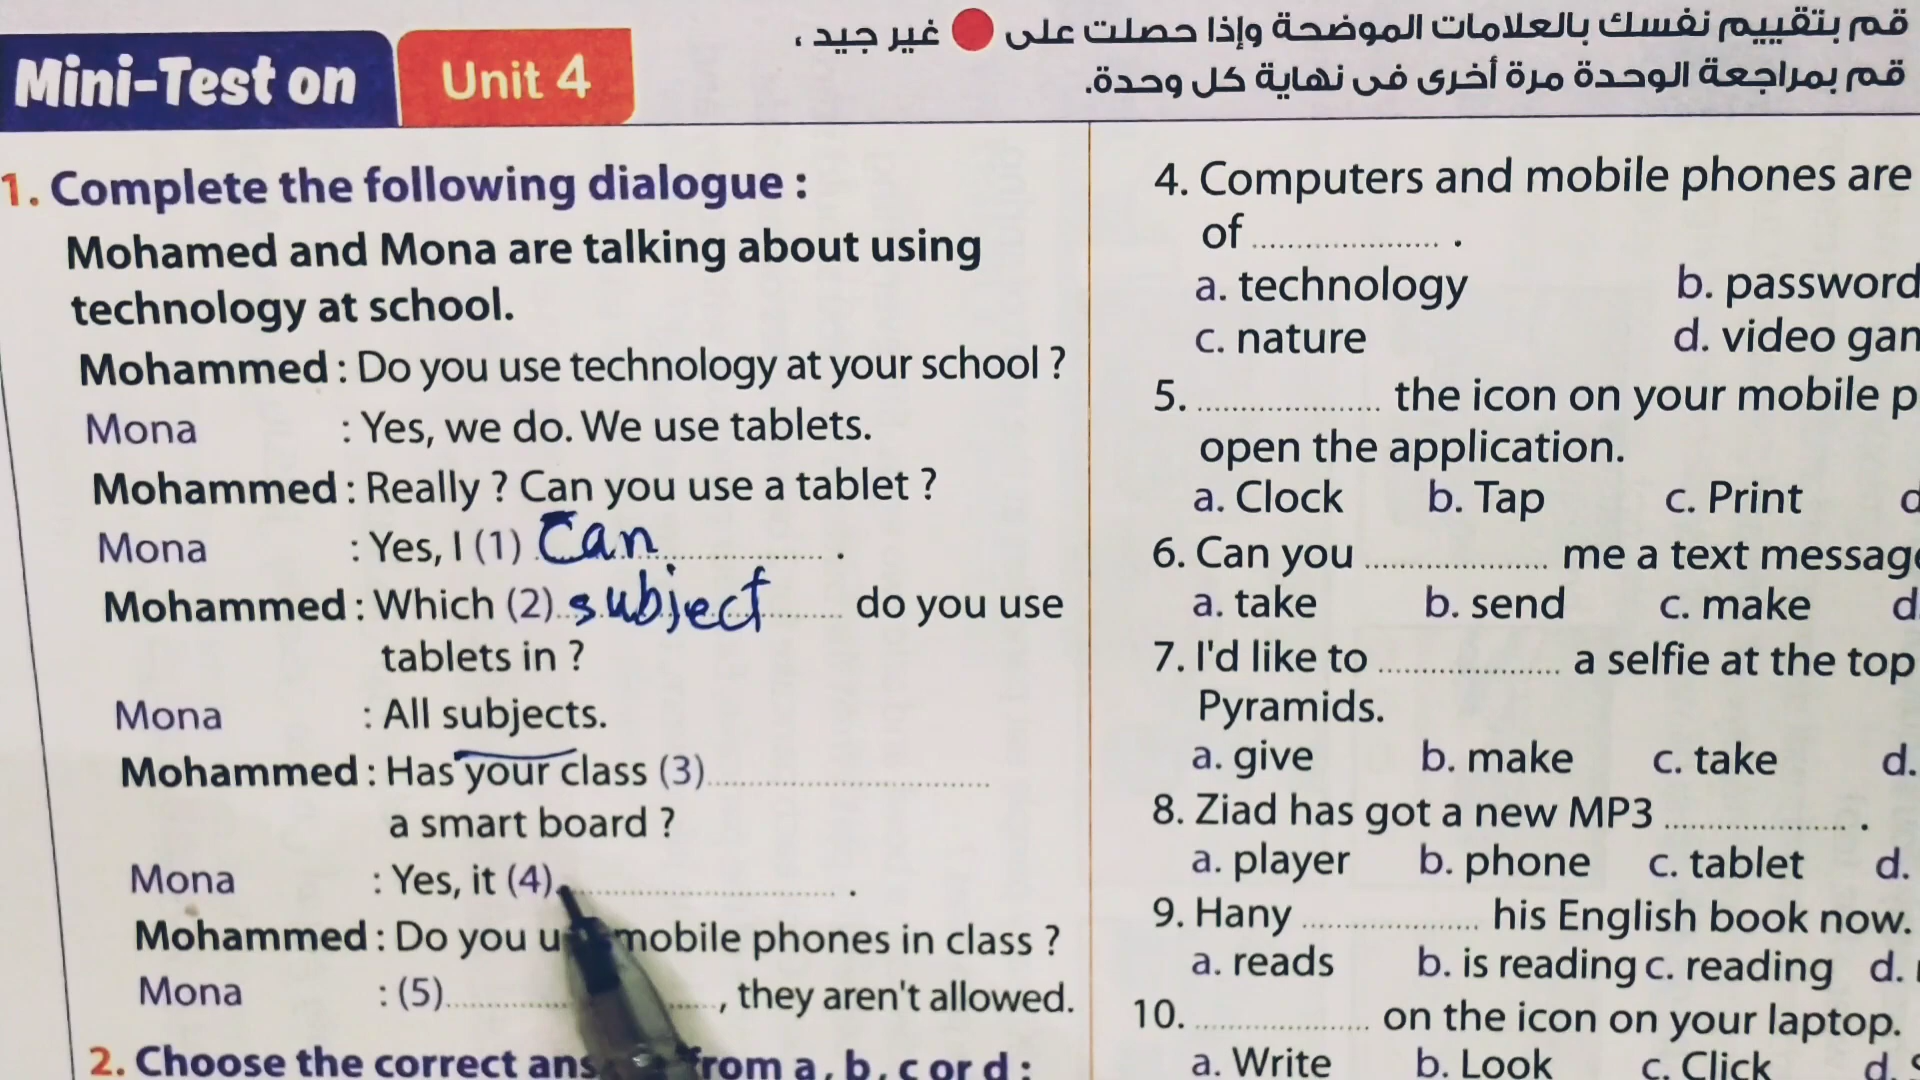 قم بتقييم نفسك بالعلامات الموضحة وإذا حصلت على غير جيد ،
قم بمراجعة الوحدة مرة أخرى فى نهاية كل وحدة.
Mini-Test on Unit 4
1. Complete the following dialogue :
Mohamed and Mona are talking about using
technology at school.
Mohammed : Do you use technology at your school ?
Mona : Yes, we do. We use tablets.
Mohammed : Really ? Can you use a tablet ?
Mona : Yes, I (1) Can .
Mohammed : Which (2) subject do you use
tablets in ?
Mona : All subjects.
Mohammed : Has your class (3)
a smart board ?
Mona : Yes, it (4) .
Mohammed : Do you mobile phones in class ?
Mona : (5) , they aren't allowed.
2. Choose the correct from a, b, c or d :
4. Computers and mobile phones are
of .
a. technology b. password
c. nature d. video
5. the icon on your mobile
open the application.
a. Clock b. Tap c. Print
6. Can you me a text
a. take b. send c. make
7. I'd like to a selfie at the top
Pyramids.
a. give b. make c. take d.
8. Ziad has got a new MP3 .
a. player b. phone c. tablet d.
9. Hany his English book now.
a. reads b. is reading c. reading d.
10. on the icon on your laptop.
a. Write b. Look c. Click d.